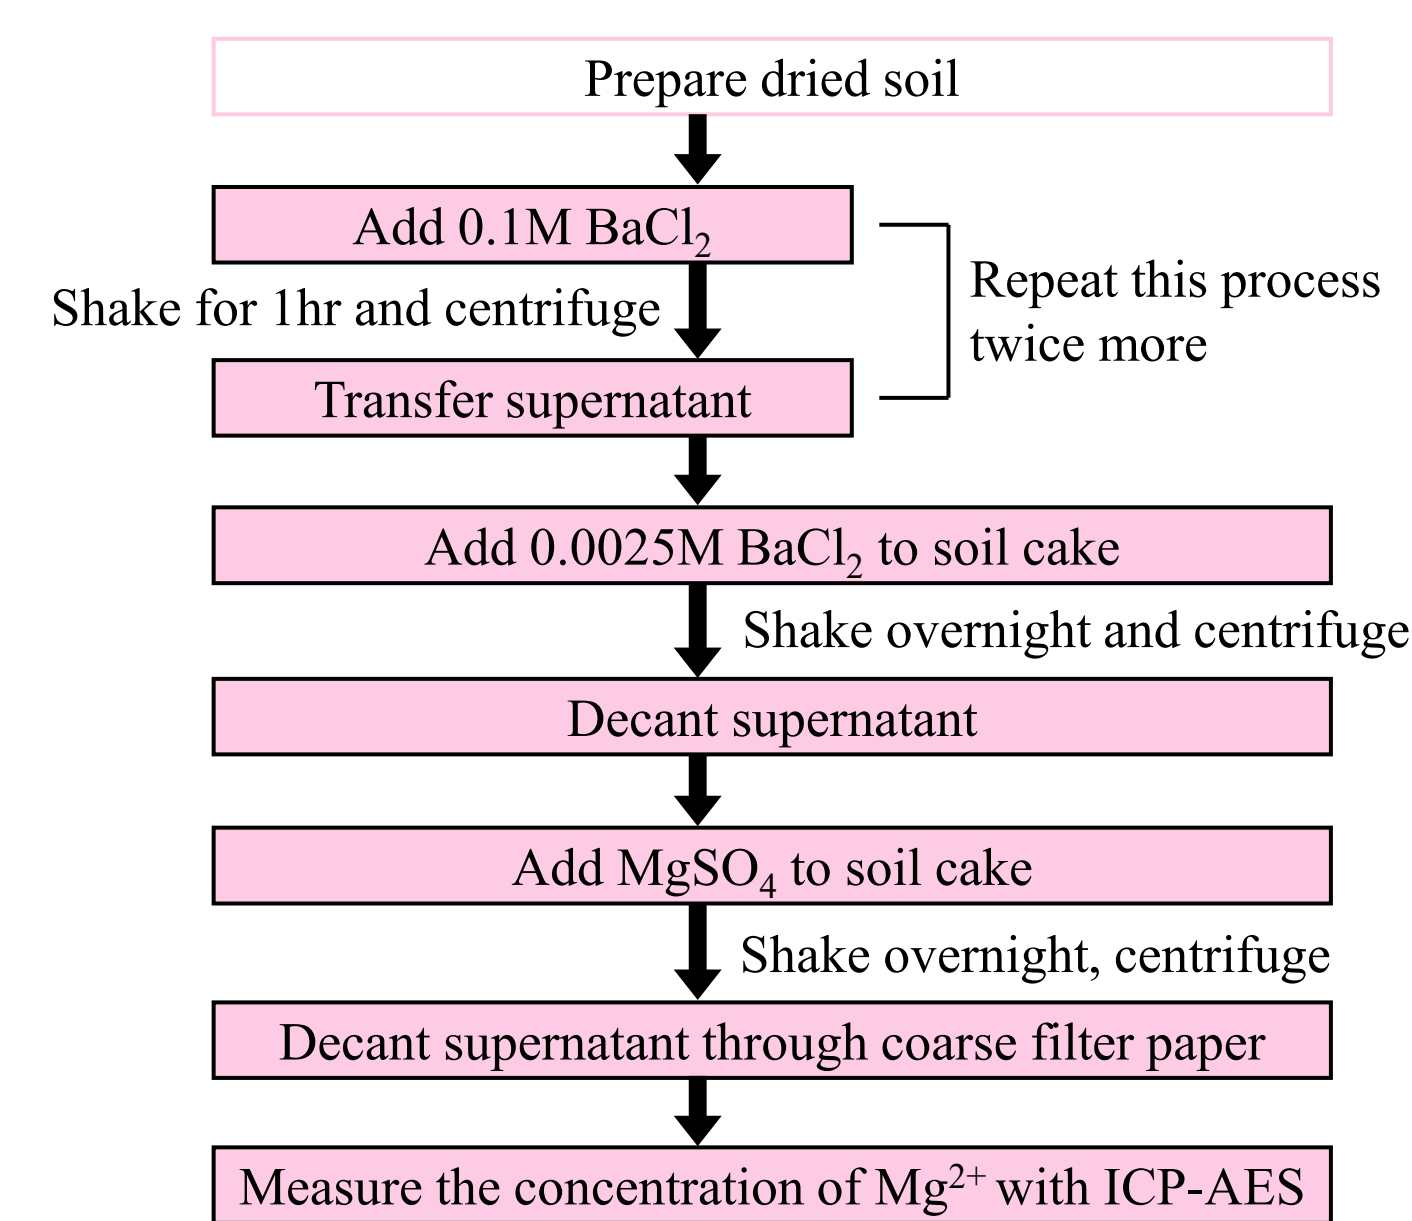 Prepare dried soil
Add 0.1M BaCl₂
Shake for 1hr and centrifuge
Repeat this process
twice more
Transfer supernatant
Add 0.0025M BaCl₂ to soil cake
Shake overnight and centrifuge
Decant supernatant
Add MgSO₄ to soil cake
Shake overnight, centrifuge
Decant supernatant through coarse filter paper
Measure the concentration of Mg²⁺ with ICP-AES